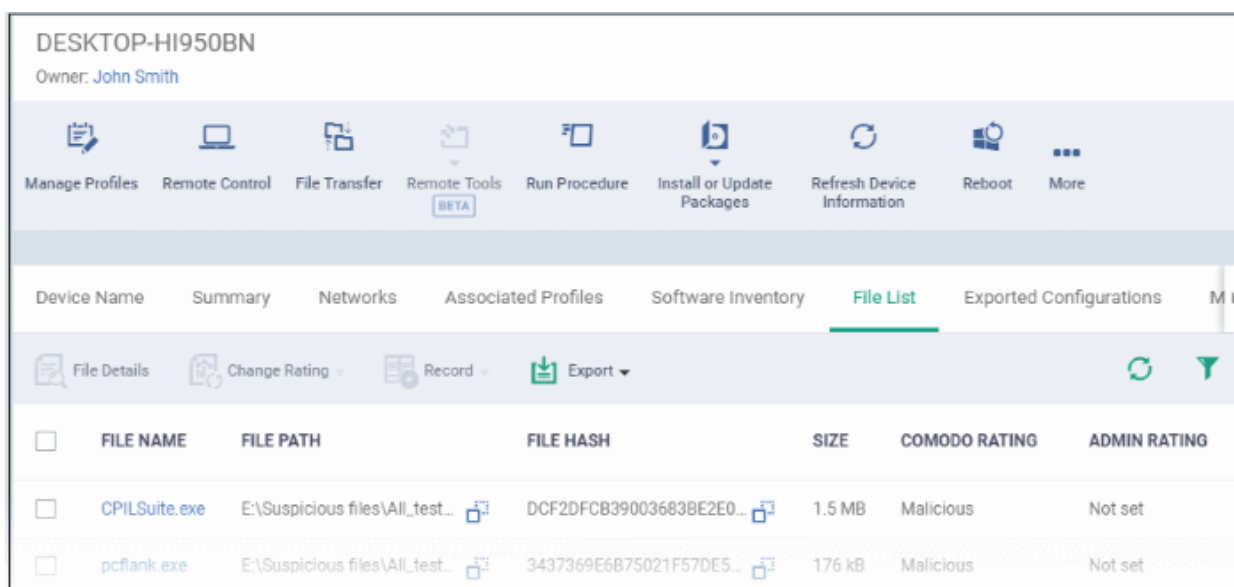 DESKTOP-HI950BN
Owner: John Smith
Manage Profiles Remote Control File Transfer Remote Tools Run Procedure Install or Update Refresh Device Reboot More
BETA Packages Information
Device Name Summary Networks Associated Profiles Software Inventory File List Exported Configurations M
File Details Change Rating Record Export
FILE NAME FILE PATH FILE HASH SIZE COMODO RATING ADMIN RATING
CPILSuite.exe E:\Suspicious files\All_test... DCF2DFCB39003683BE2E0... 1.5 MB Malicious Not set
pcflank.exe E:\Suspicious files\All_test... 3437369E6B75021F57DE5... 176 kB Malicious Not set